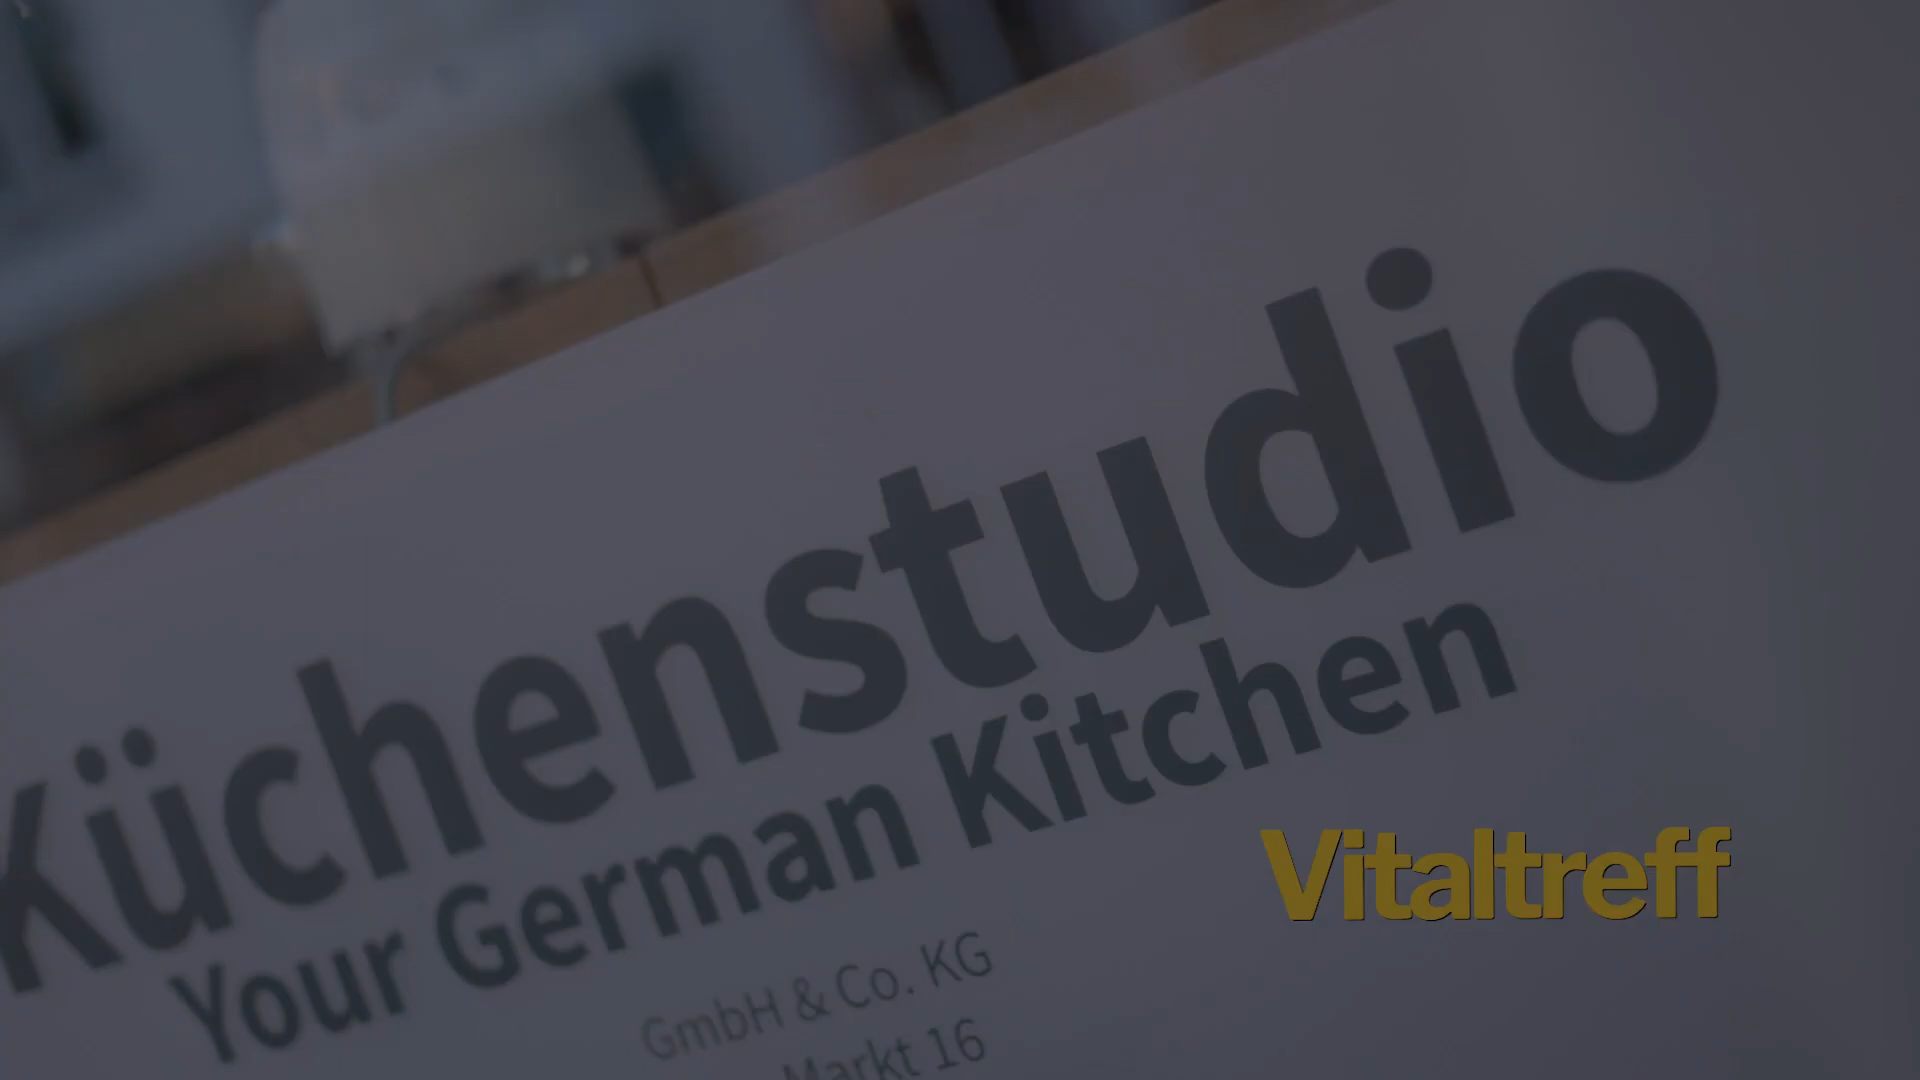 Küchenstudio
Your German Kitchen
GmbH & Co. KG
Markt 16
Vitaltreff